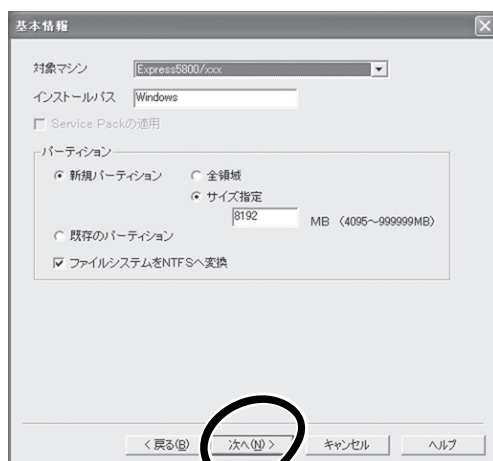 基本情報
対象マシン Express5800/xxx
インストールパス Windows
Service Packの適用
パーティション
新規パーティション 全領域
サイズ指定
8192 MB (4095～999999MB)
既存のパーティション
ファイルシステムをNTFSへ変換
< 戻る(B) 次へ(N) > キャンセル ヘルプ